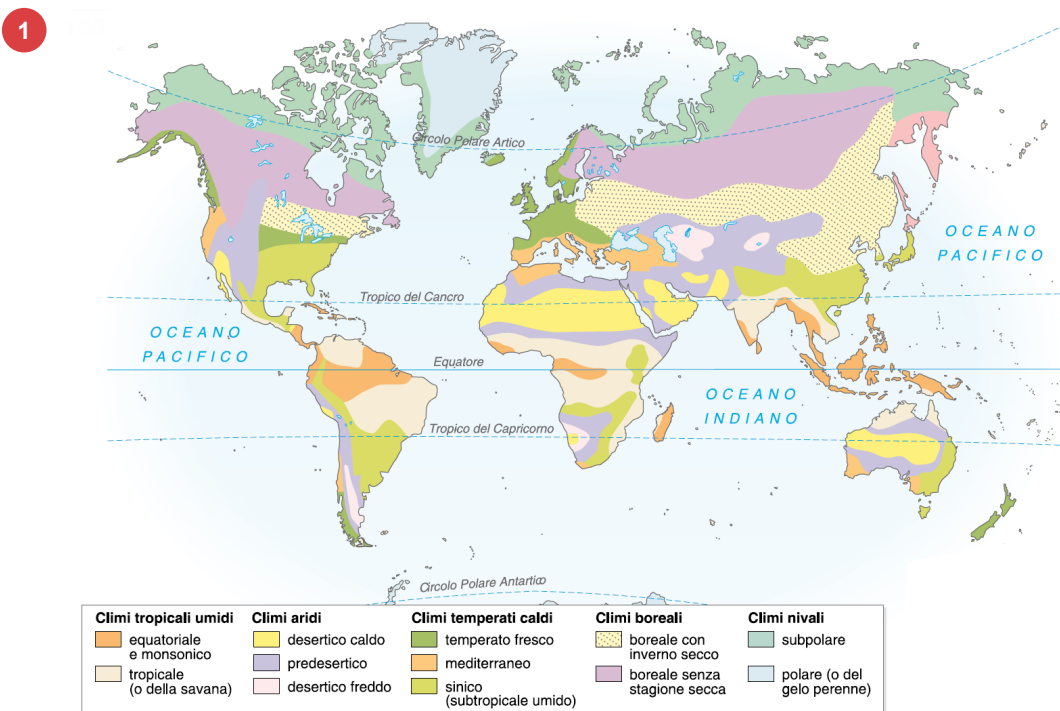 1
Circolo Polare Artico
OCEANO
PACIFICO
Tropico del Cancro
OCEANO
PACIFICO
Equatore
OCEANO
INDIANO
Tropico del Capricorno
Circolo Polare Antartico
Climi tropicali umidi
equatoriale
e monsonico
tropicale
(o della savana)
Climi aridi
desertico caldo
predesertico
desertico freddo
Climi temperati caldi
temperato fresco
mediterraneo
sinico
(subtropicale umido)
Climi boreali
boreale con
inverno secco
boreale senza
stagione secca
Climi nivali
subpolare
polare (o del
gelo perenne)